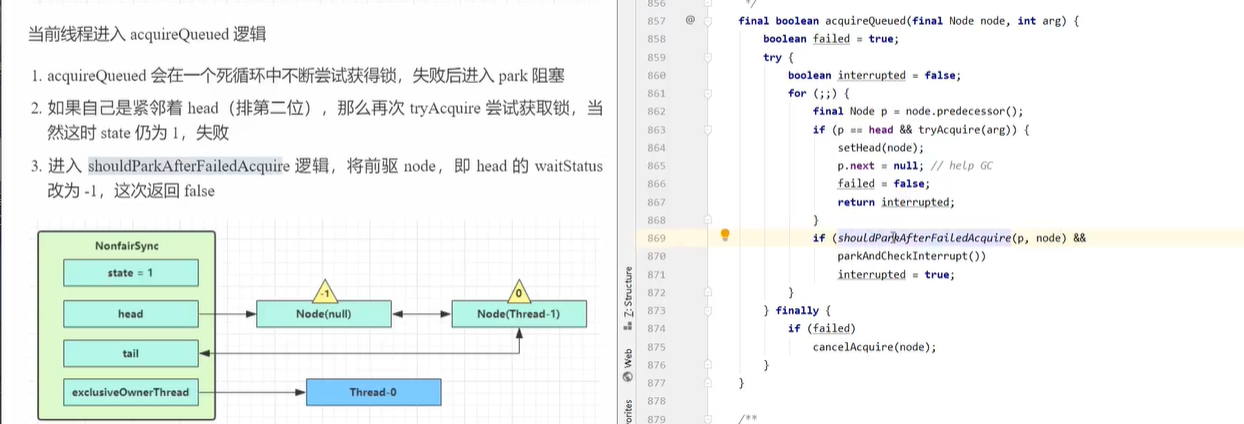 当前线程进入 acquireQueued 逻辑
1. acquireQueued 会在一个死循环中不断尝试获得锁，失败后进入 park 阻塞
2. 如果自己是紧邻着 head（排第二位），那么再次 tryAcquire 尝试获取锁，当
然这时 state 仍为 1，失败
3. 进入 shouldParkAfterFailedAcquire 逻辑，将前驱 node，即 head 的 waitStatus
改为 -1，这次返回 false
NonfairSync
state = 1
head
tail
exclusiveOwnerThread
-1
Node(null)
0
Node(Thread-1)
Thread-0
Z: Structure
Web
vorites
856 */
857 @ final boolean acquireQueued(final Node node, int arg) {
858 boolean failed = true;
859 try {
860 boolean interrupted = false;
861 for (;;) {
862 final Node p = node.predecessor();
863 if (p == head && tryAcquire(arg)) {
864 setHead(node);
865 p.next = null; // help GC
866 failed = false;
867 return interrupted;
868 }
869 if (shouldParkAfterFailedAcquire(p, node) &&
870 parkAndCheckInterrupt())
871 interrupted = true;
872 }
873 } finally {
874 if (failed)
875 cancelAcquire(node);
876 }
877 }
878
879 /**